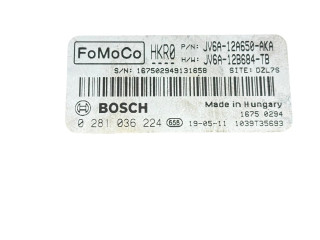 FoMoCo HKR0 P/N: JV6A-12A650-AKA
H/W: JV6A-12B684-TB
S/N: 167502949131658 SITE: DZL7S
BOSCH Made in Hungary
1675 0294
0 281 036 224 658 19-05-11 1039T35693